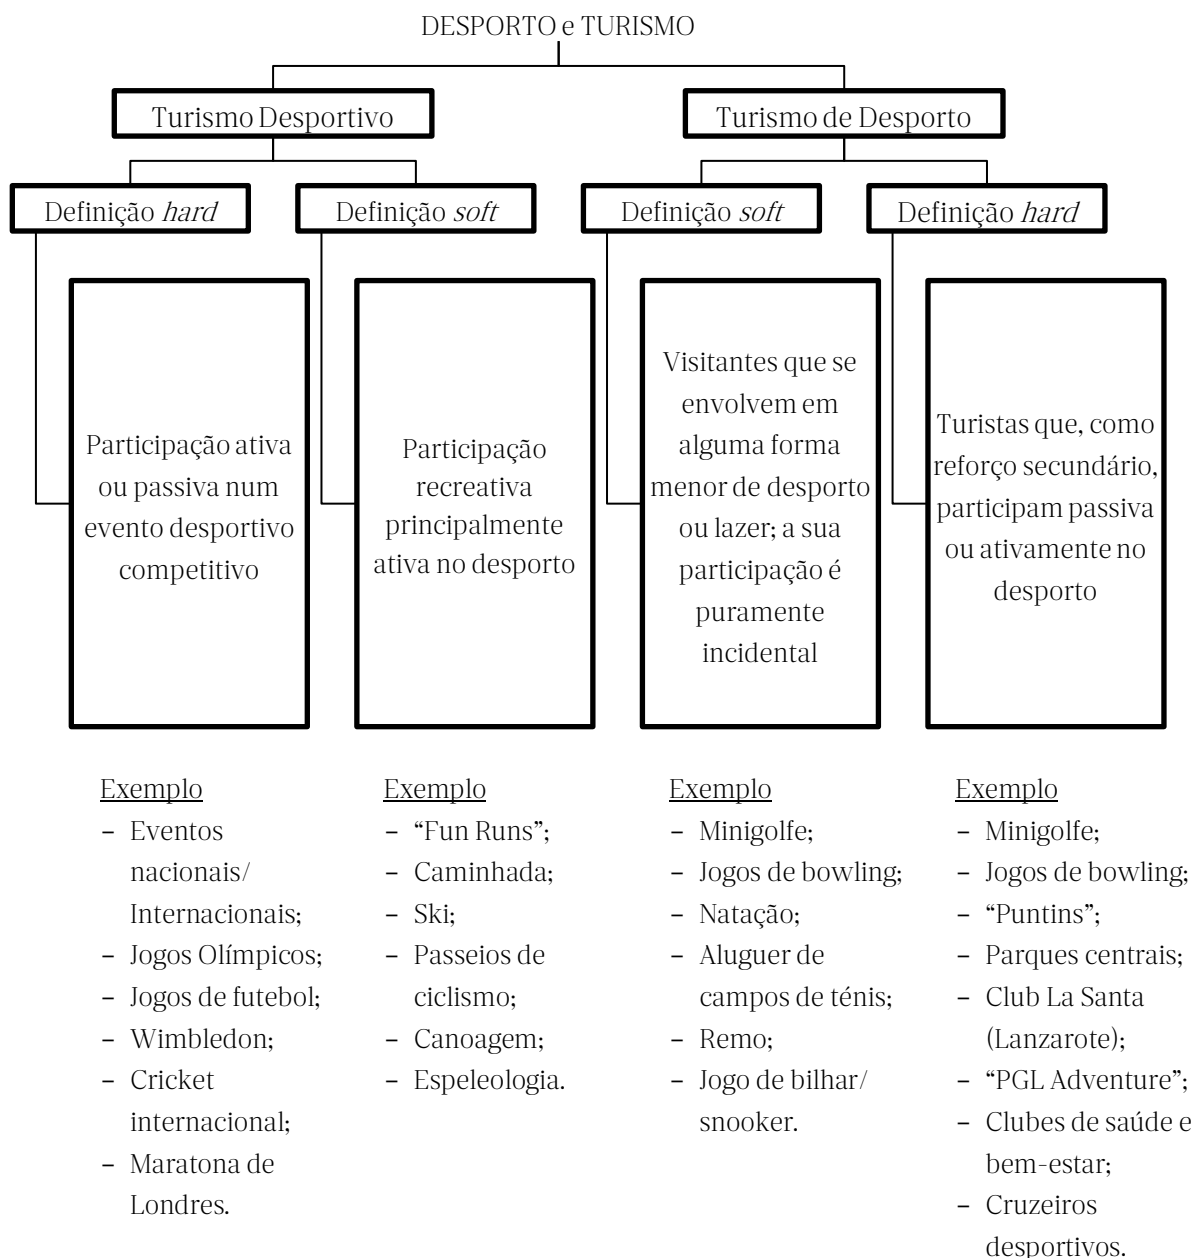 DESPORTO e TURISMO
Turismo Desportivo
Turismo de Desporto
Definição hard
Definição soft
Definição soft
Definição hard
Participação ativa
ou passiva num
evento desportivo
competitivo
Participação
recreativa
principalmente
ativa no desporto
Visitantes que se
envolvem em
alguma forma
menor de desporto
ou lazer; a sua
participação é
puramente
incidental
Turistas que, como
reforço secundário,
participam passiva
ou ativamente no
desporto
Exemplo
– Eventos
nacionais/
Internacionais;
– Jogos Olímpicos;
– Jogos de futebol;
– Wimbledon;
– Cricket
internacional;
– Maratona de
Londres.
Exemplo
– “Fun Runs”;
– Caminhada;
– Ski;
– Passeios de
ciclismo;
– Canoagem;
– Espeleologia.
Exemplo
– Minigolfe;
– Jogos de bowling;
– Natação;
– Aluguer de
campos de ténis;
– Remo;
– Jogo de bilhar/
snooker.
Exemplo
– Minigolfe;
– Jogos de bowling;
– “Puntins”;
– Parques centrais;
– Club La Santa
(Lanzarote);
– “PGL Adventure”;
– Clubes de saúde e
bem-estar;
– Cruzeiros
desportivos.